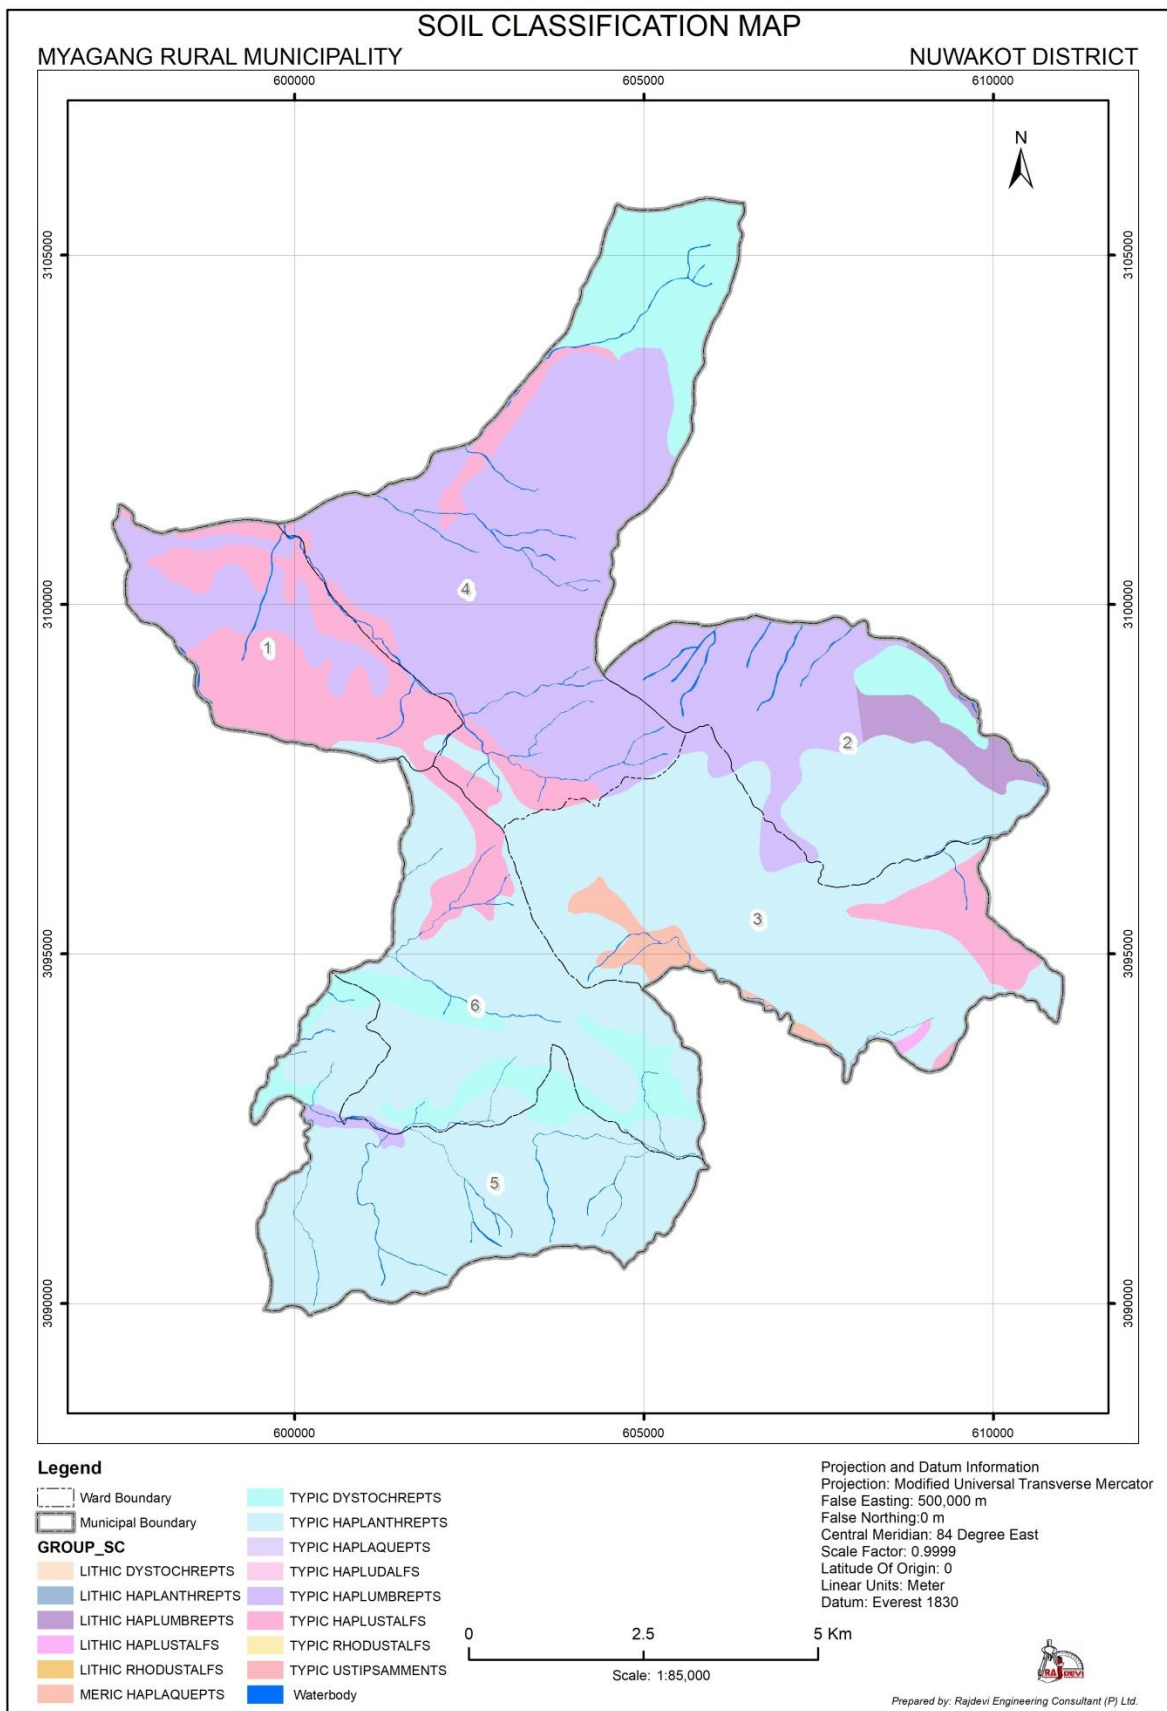 SOIL CLASSIFICATION MAP
MYAGANG RURAL MUNICIPALITY
NUWAKOT DISTRICT
600000
605000
610000
N
3105000
3105000
4
3100000
3100000
1
2
3
3095000
3095000
6
5
3090000
3090000
600000
605000
610000
Legend
Ward Boundary
Municipal Boundary
GROUP_SC
LITHIC DYSTOCHREPTS
LITHIC HAPLANTHREPTS
LITHIC HAPLUMBREPTS
LITHIC HAPLUSTALFS
LITHIC RHODUSTALFS
MERIC HAPLAQUEPTS
TYPIC DYSTOCHREPTS
TYPIC HAPLANTHREPTS
TYPIC HAPLAQUEPTS
TYPIC HAPLUDALFS
TYPIC HAPLUMBREPTS
TYPIC HAPLUSTALFS
TYPIC RHODUSTALFS
TYPIC USTIPSAMMENTS
Waterbody
0 2.5 5 Km
Scale: 1:85,000
Projection and Datum Information
Projection: Modified Universal Transverse Mercator
False Easting: 500,000 m
False Northing:0 m
Central Meridian: 84 Degree East
Scale Factor: 0.9999
Latitude Of Origin: 0
Linear Units: Meter
Datum: Everest 1830
RAJDEVI
Prepared by: Rajdevi Engineering Consultant (P) Ltd.